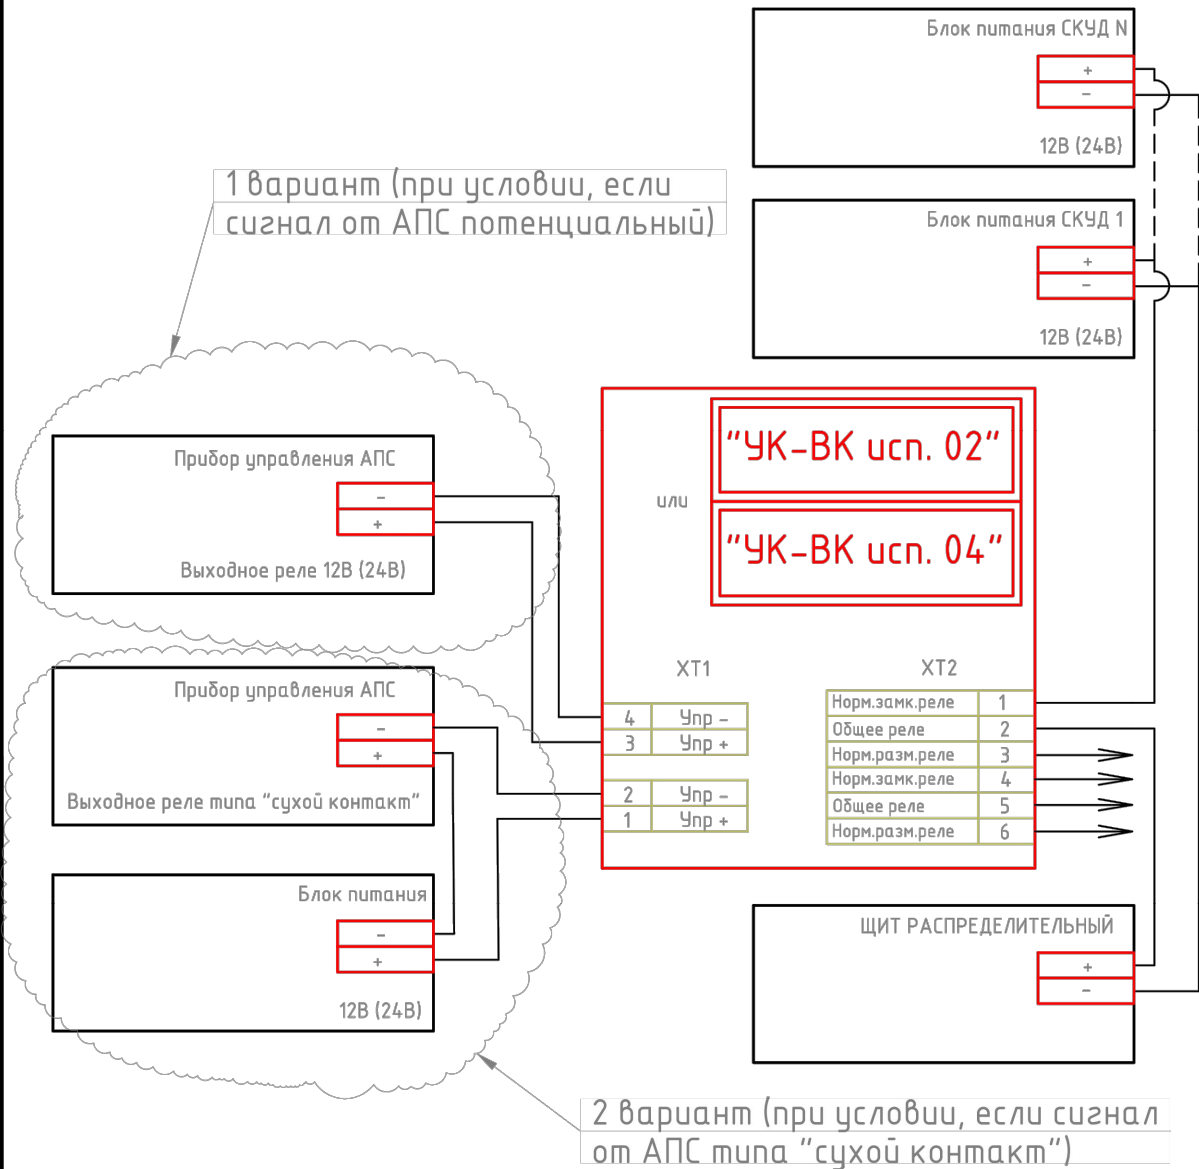 Блок питания СКУД N
+
-
12В (24В)
1 вариант (при условии, если
сигнал от АПС потенциальный)
Блок питания СКУД 1
+
-
12В (24В)
Прибор управления АПС
-
+
Выходное реле 12В (24В)
"УК-ВК исп. 02"
или
"УК-ВК исп. 04"
ХТ1
4 Упр -
3 Упр +
2 Упр -
1 Упр +
ХТ2
Норм.замк.реле 1
Общее реле 2
Норм.разм.реле 3
Норм.замк.реле 4
Общее реле 5
Норм.разм.реле 6
Прибор управления АПС
-
+
Выходное реле типа "сухой контакт"
Блок питания
-
+
12В (24В)
ЩИТ РАСПРЕДЕЛИТЕЛЬНЫЙ
+
-
2 вариант (при условии, если сигнал
от АПС типа "сухой контакт")